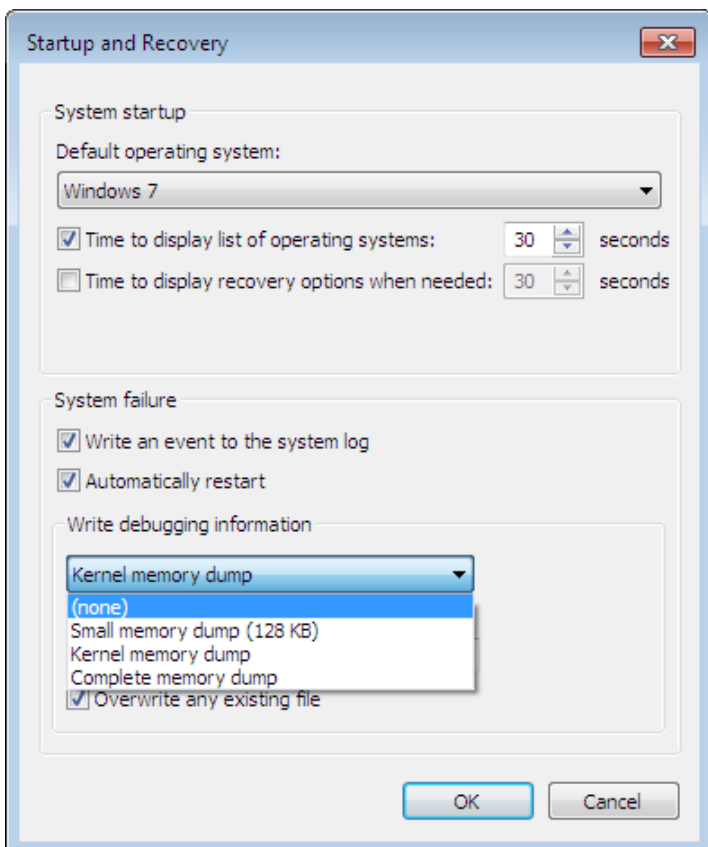 Startup and Recovery
System startup
Default operating system:
Windows 7
Time to display list of operating systems: 30 seconds
Time to display recovery options when needed: 30 seconds
System failure
Write an event to the system log
Automatically restart
Write debugging information
Kernel memory dump
(none)
Small memory dump (128 KB)
Kernel memory dump
Complete memory dump
Overwrite any existing file
OK Cancel